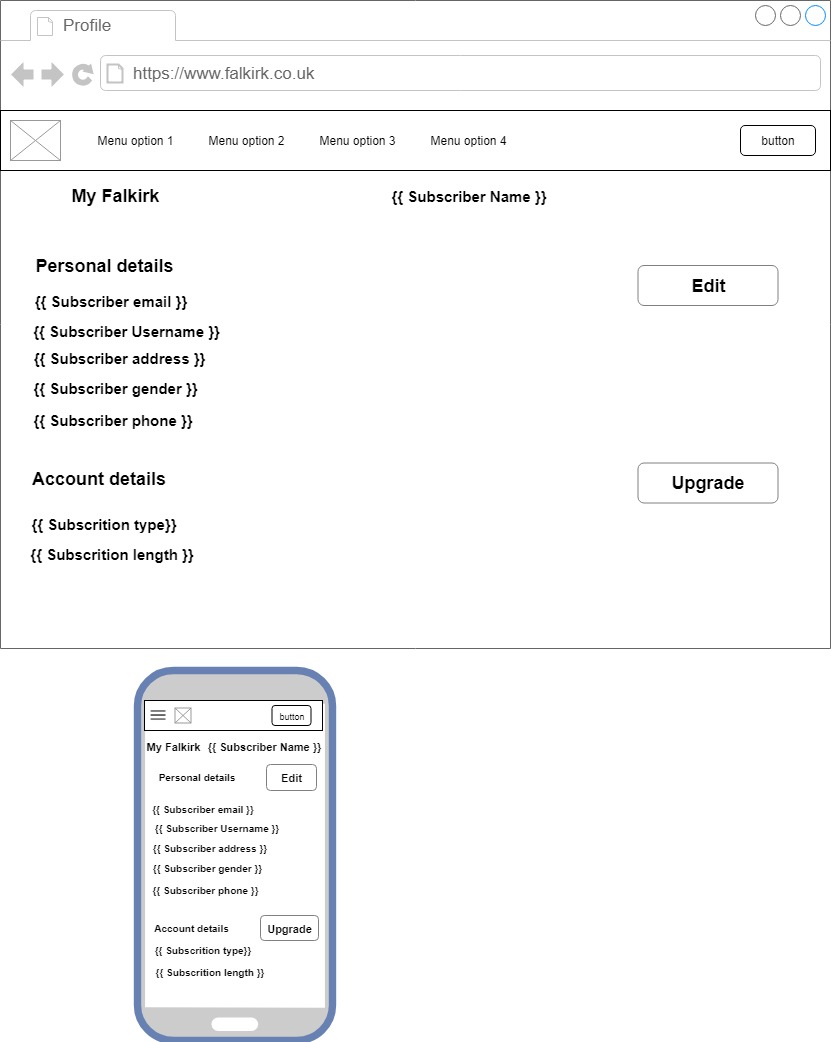 Profile
https://www.falkirk.co.uk
Menu option 1 Menu option 2 Menu option 3 Menu option 4 button
My Falkirk {{ Subscriber Name }}
Personal details Edit
{{ Subscriber email }}
{{ Subscriber Username }}
{{ Subscriber address }}
{{ Subscriber gender }}
{{ Subscriber phone }}
Account details Upgrade
{{ Subscrition type}}
{{ Subscrition length }}
button
My Falkirk {{ Subscriber Name }}
Personal details Edit
{{ Subscriber email }}
{{ Subscriber Username }}
{{ Subscriber address }}
{{ Subscriber gender }}
{{ Subscriber phone }}
Account details Upgrade
{{ Subscrition type}}
{{ Subscrition length }}